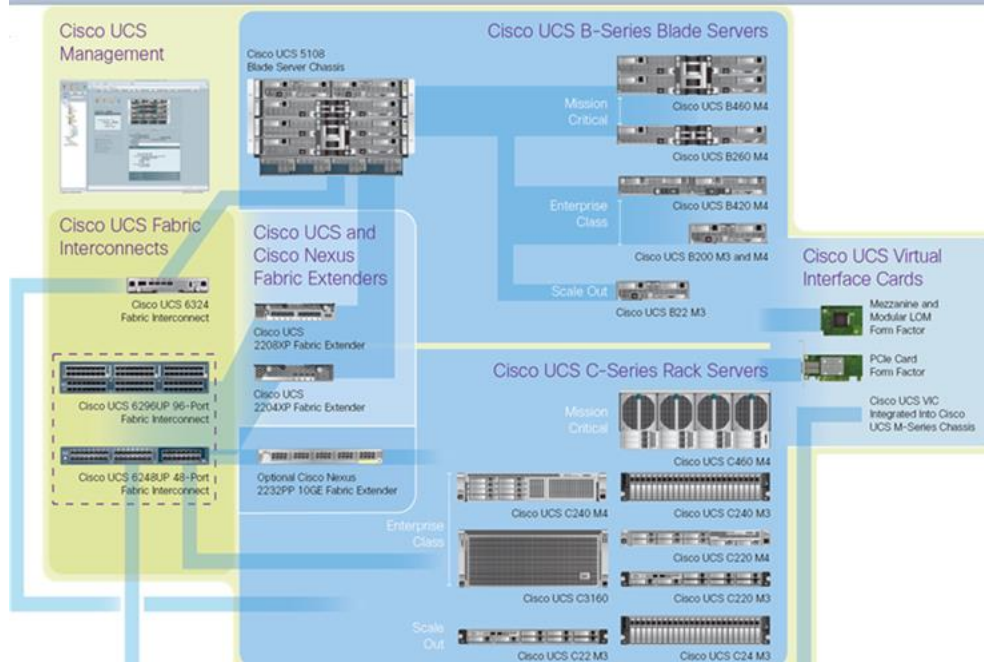 Cisco UCS
Management
Cisco UCS B-Series Blade Servers
Cisco UCS 5108
Blade Server Chassis
Mission
Critical
Cisco UCS B460 M4
Cisco UCS B260 M4
Enterprise
Class
Cisco UCS B420 M4
Cisco UCS B200 M3 and M4
Scale Out
Cisco UCS B22 M3
Cisco UCS Fabric
Interconnects
Cisco UCS 6324
Fabric Interconnect
Cisco UCS 6296UP 96-Port
Fabric Interconnect
Cisco UCS 6248UP 48-Port
Fabric Interconnect
Cisco UCS and
Cisco Nexus
Fabric Extenders
Cisco UCS
2208XP Fabric Extender
Cisco UCS
2204XP Fabric Extender
Optional Cisco Nexus
2232PP 10GE Fabric Extender
Cisco UCS Virtual
Interface Cards
Mezzanine and
Modular LOM
Form Factor
PCIe Card
Form Factor
Cisco UCS VIC
Integrated Into Cisco
UCS M-Series Chassis
Cisco UCS C-Series Rack Servers
Mission
Critical
Cisco UCS C460 M4
Enterprise
Class
Cisco UCS C240 M4
Cisco UCS C240 M3
Cisco UCS C220 M4
Cisco UCS C3160
Cisco UCS C220 M3
Scale
Out
Cisco UCS C22 M3
Cisco UCS C24 M3